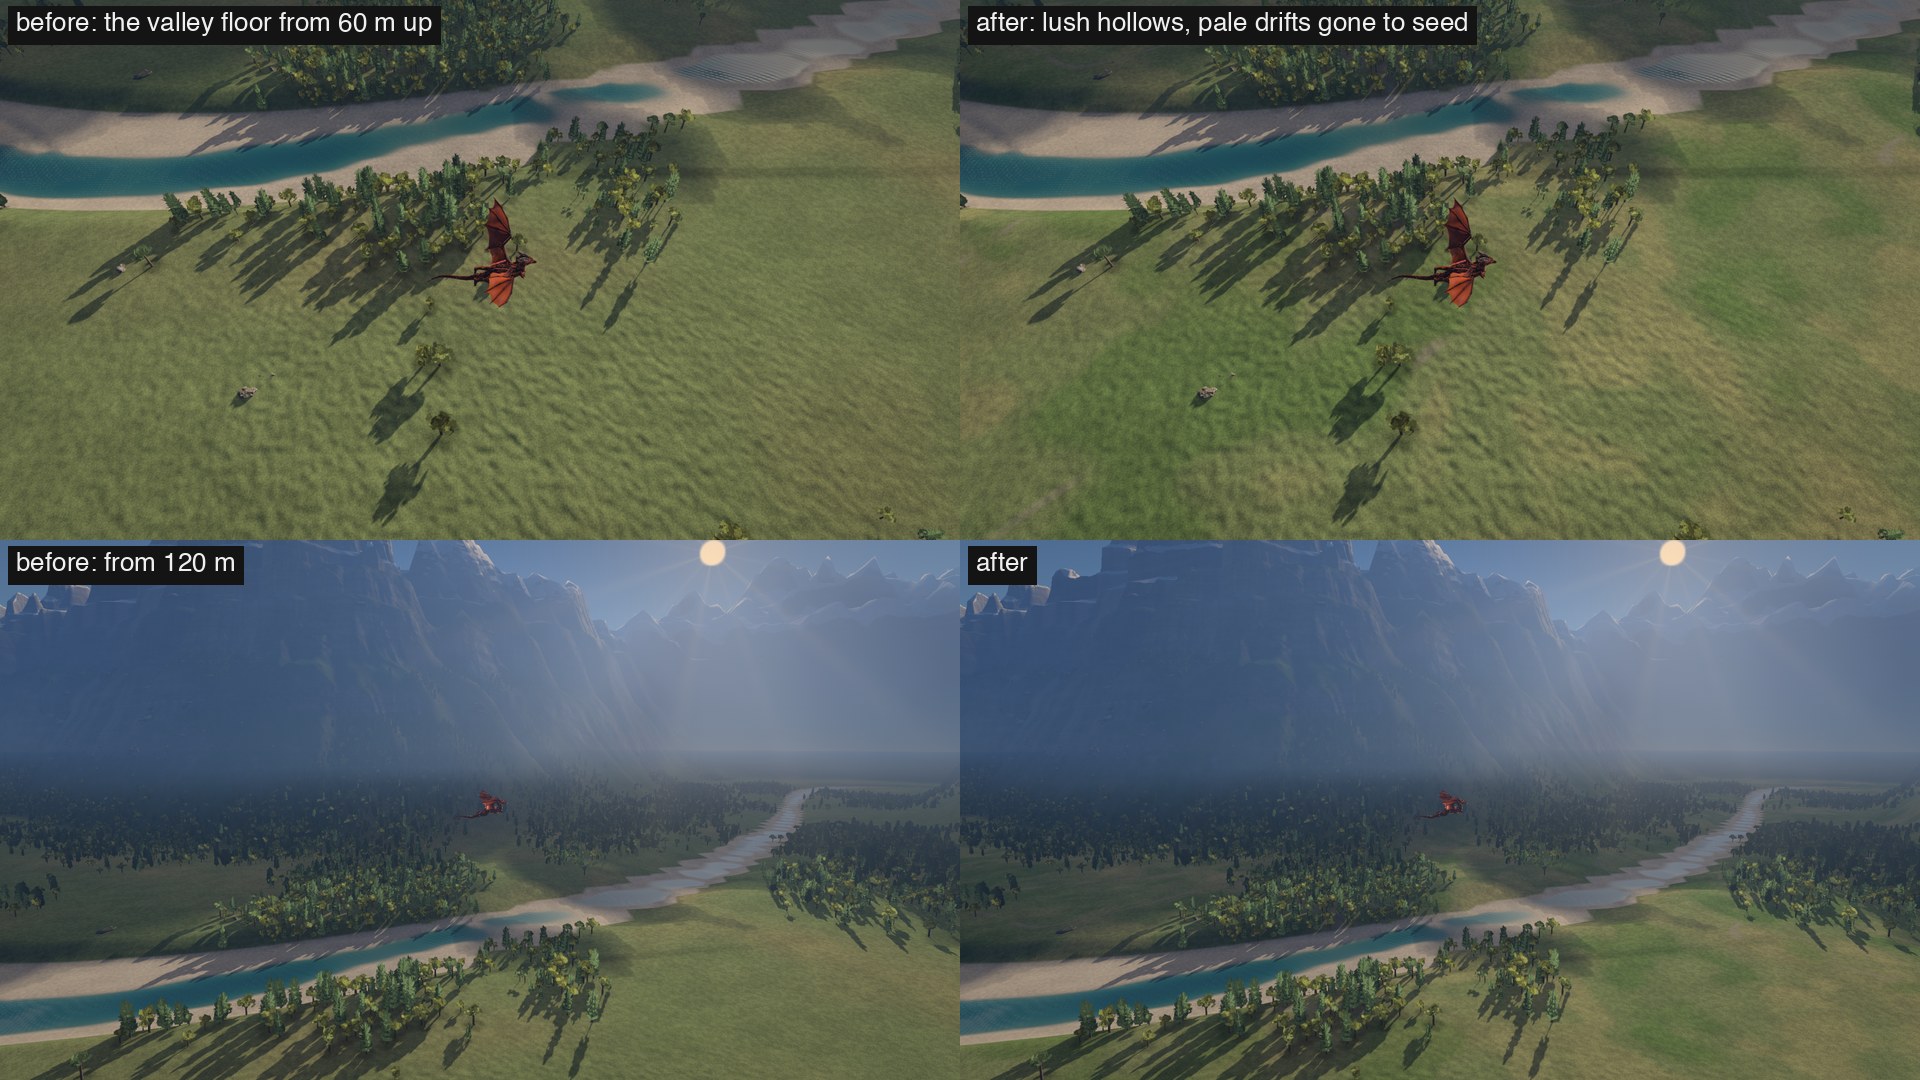 before: the valley floor from 60 m up
after: lush hollows, pale drifts gone to seed
before: from 120 m
after